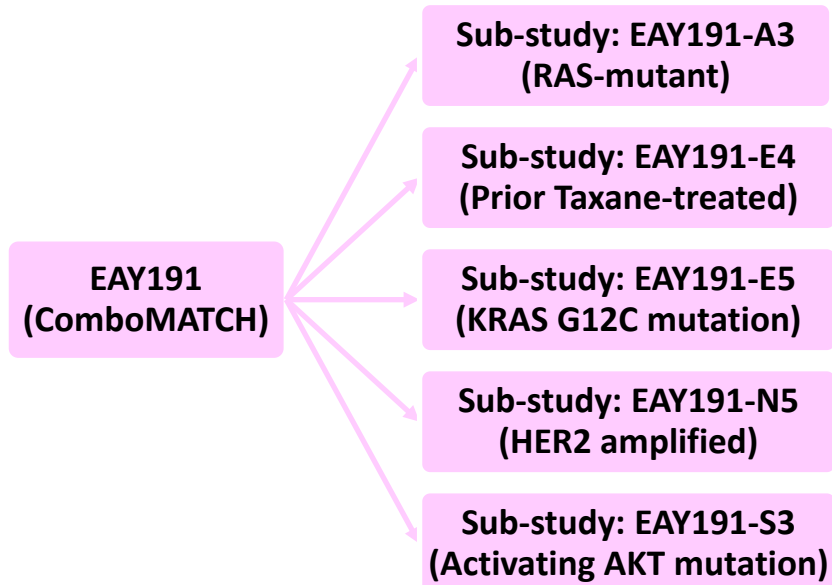 EAY191
(ComboMATCH)
Sub-study: EAY191-A3
(RAS-mutant)
Sub-study: EAY191-E4
(Prior Taxane-treated)
Sub-study: EAY191-E5
(KRAS G12C mutation)
Sub-study: EAY191-N5
(HER2 amplified)
Sub-study: EAY191-S3
(Activating AKT mutation)